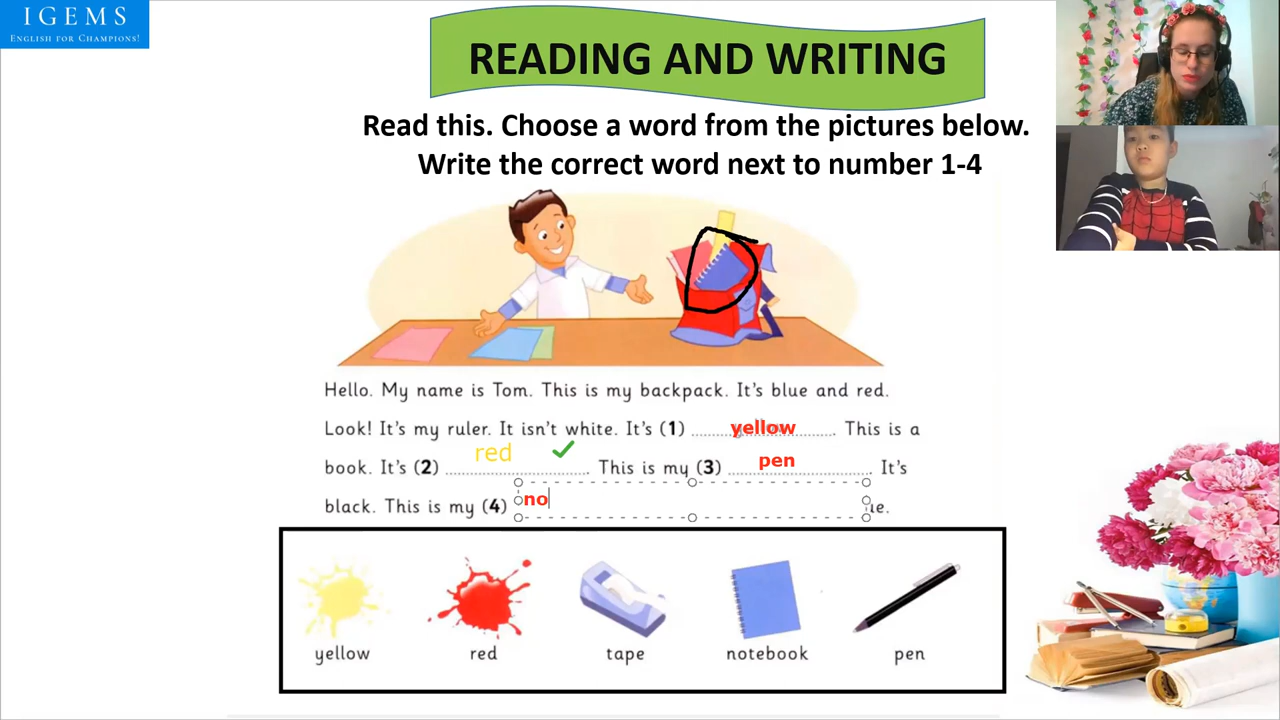 IGEMS
ENGLISH FOR CHAMPIONS!
READING AND WRITING
Read this. Choose a word from the pictures below.
Write the correct word next to number 1-4
Hello. My name is Tom. This is my backpack. It's blue and red.
Look! It's my ruler. It isn't white. It's (1) yellow. This is a
book. It's (2) red. This is my (3) pen. It's
black. This is my (4) no
yellow red tape notebook pen